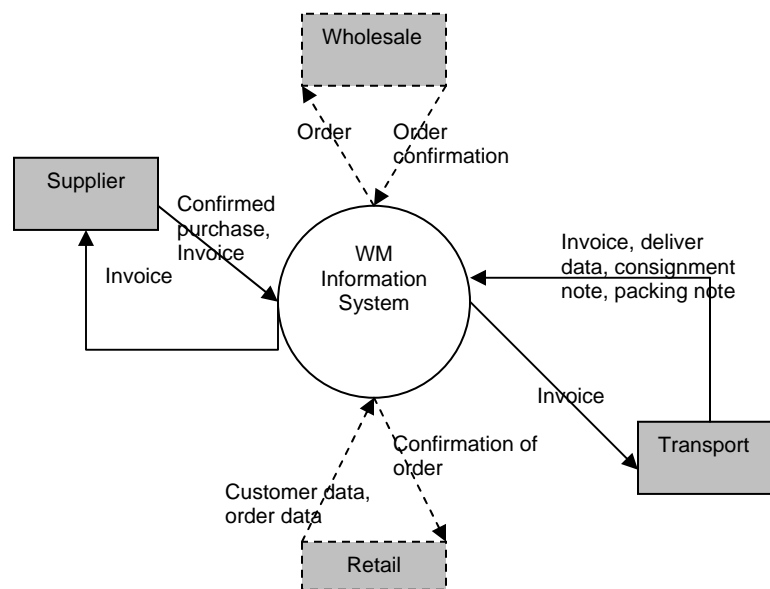 Wholesale
Order
Order
confirmation
Supplier
Confirmed
purchase,
Invoice
Invoice
WM
Information
System
Invoice, deliver
data, consignment
note, packing note
Invoice
Transport
Confirmation of
order
Customer data,
order data
Retail